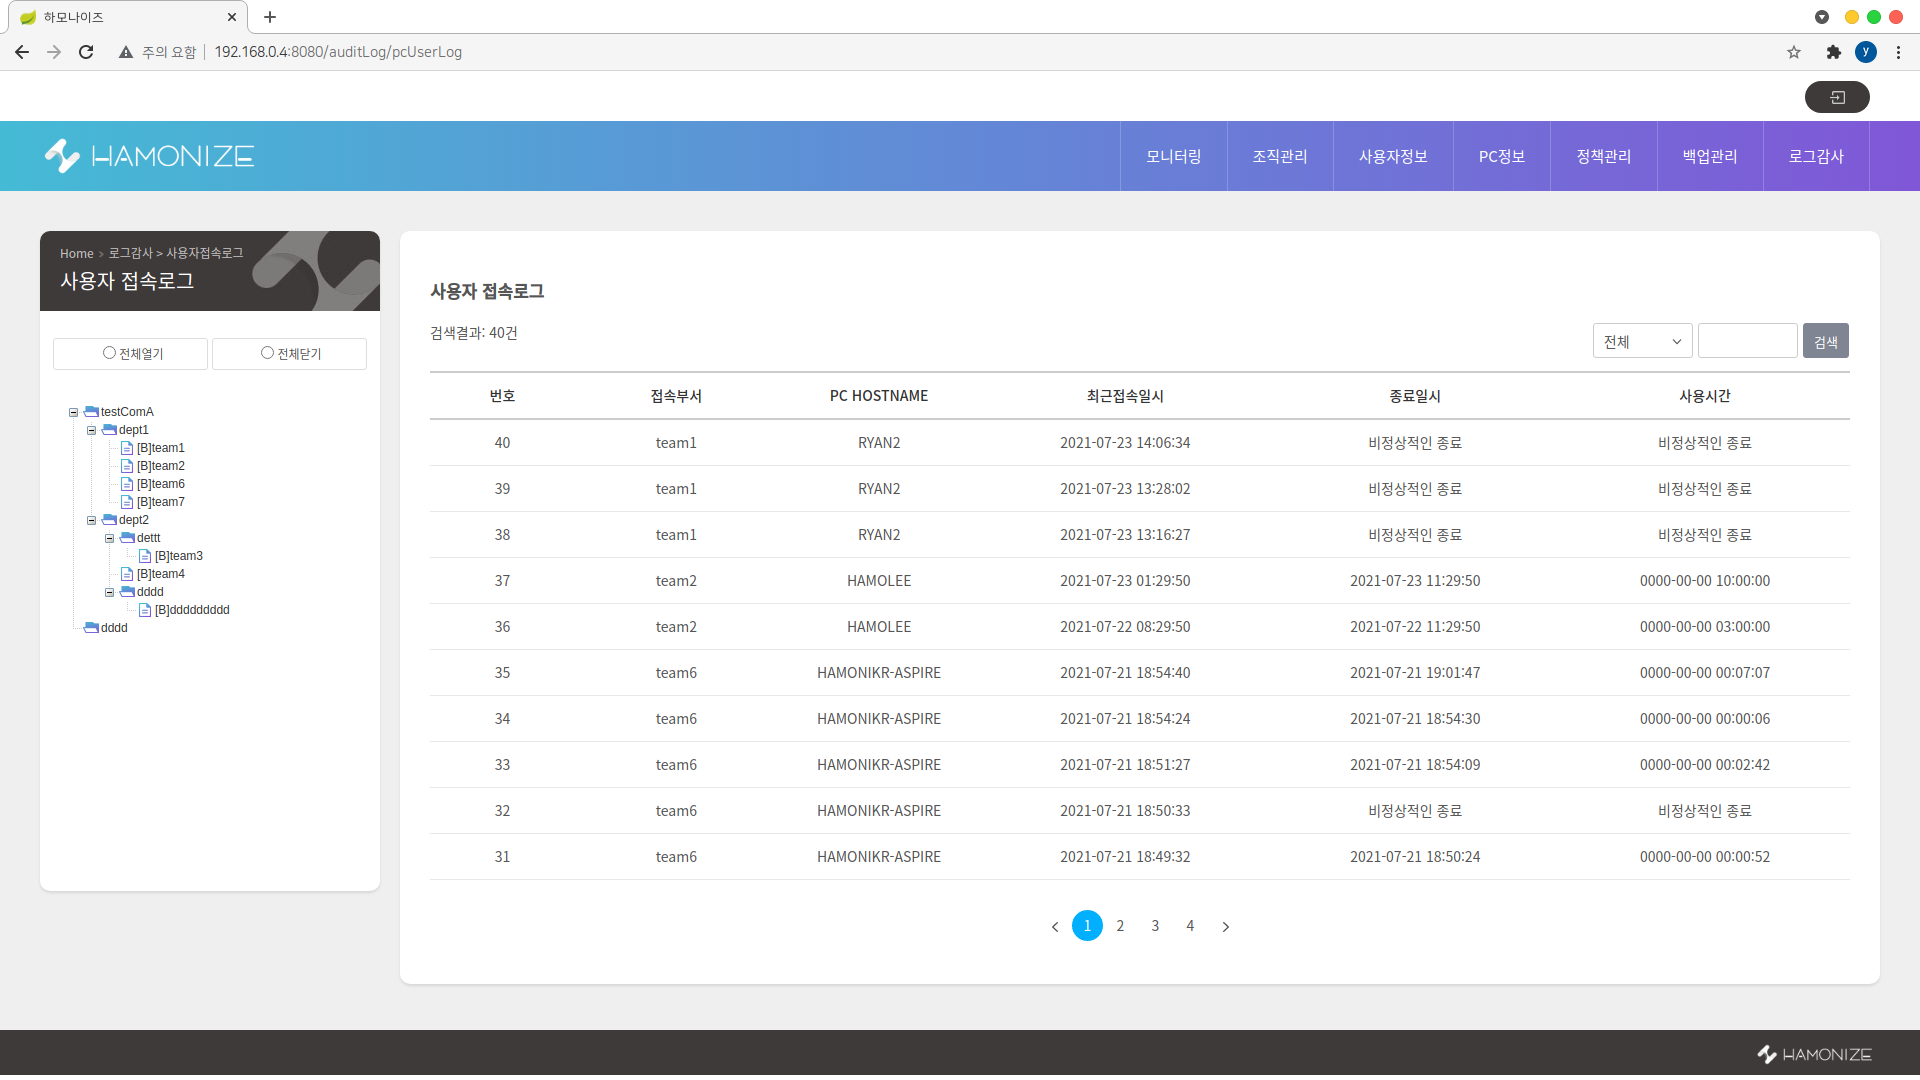 하모나이즈
주의 요함 192.168.0.4:8080/auditLog/pcUserLog
y
HAMONIZE
모니터링 조직관리 사용자정보 PC정보 정책관리 백업관리 로그감사
Home > 로그감사 > 사용자접속로그
사용자 접속로그
전체열기 전체닫기
testComA
dept1
[B]team1
[B]team2
[B]team6
[B]team7
dept2
dettt
[B]team3
[B]team4
dddd
[B]ddddddddd
dddd
사용자 접속로그
검색결과: 40건
전체 검색
번호 접속부서 PC HOSTNAME 최근접속일시 종료일시 사용시간
40 team1 RYAN2 2021-07-23 14:06:34 비정상적인 종료 비정상적인 종료
39 team1 RYAN2 2021-07-23 13:28:02 비정상적인 종료 비정상적인 종료
38 team1 RYAN2 2021-07-23 13:16:27 비정상적인 종료 비정상적인 종료
37 team2 HAMOLEE 2021-07-23 01:29:50 2021-07-23 11:29:50 0000-00-00 10:00:00
36 team2 HAMOLEE 2021-07-22 08:29:50 2021-07-22 11:29:50 0000-00-00 03:00:00
35 team6 HAMONIKR-ASPIRE 2021-07-21 18:54:40 2021-07-21 19:01:47 0000-00-00 00:07:07
34 team6 HAMONIKR-ASPIRE 2021-07-21 18:54:24 2021-07-21 18:54:30 0000-00-00 00:00:06
33 team6 HAMONIKR-ASPIRE 2021-07-21 18:51:27 2021-07-21 18:54:09 0000-00-00 00:02:42
32 team6 HAMONIKR-ASPIRE 2021-07-21 18:50:33 비정상적인 종료 비정상적인 종료
31 team6 HAMONIKR-ASPIRE 2021-07-21 18:49:32 2021-07-21 18:50:24 0000-00-00 00:00:52
1 2 3 4
HAMONIZE